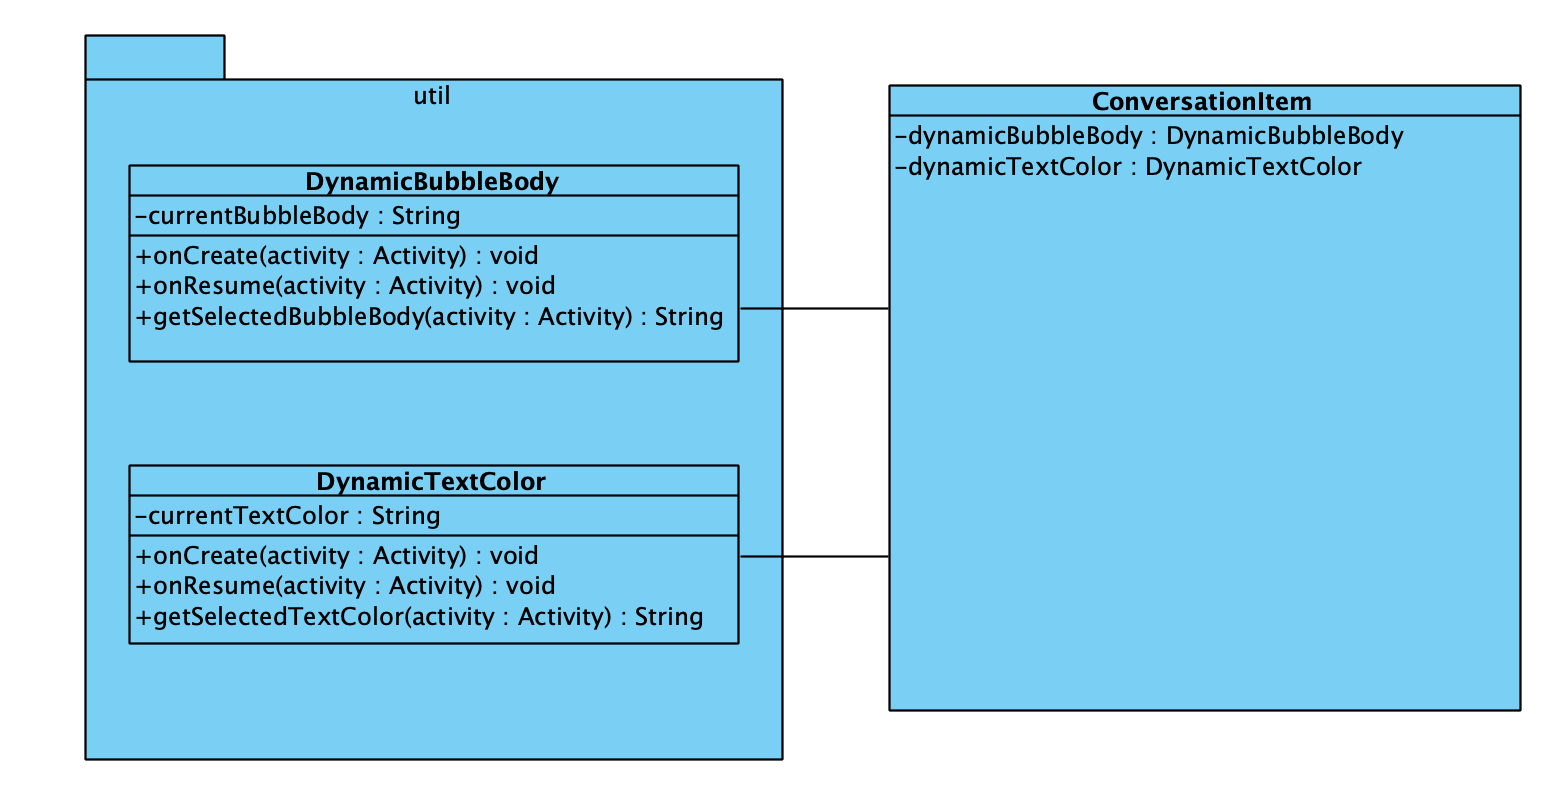 util
DynamicBubbleBody
-currentBubbleBody : String
+onCreate(activity : Activity) : void
+onResume(activity : Activity) : void
+getSelectedBubbleBody(activity : Activity) : String
DynamicTextColor
-currentTextColor : String
+onCreate(activity : Activity) : void
+onResume(activity : Activity) : void
+getSelectedTextColor(activity : Activity) : String
ConversationItem
-dynamicBubbleBody : DynamicBubbleBody
-dynamicTextColor : DynamicTextColor